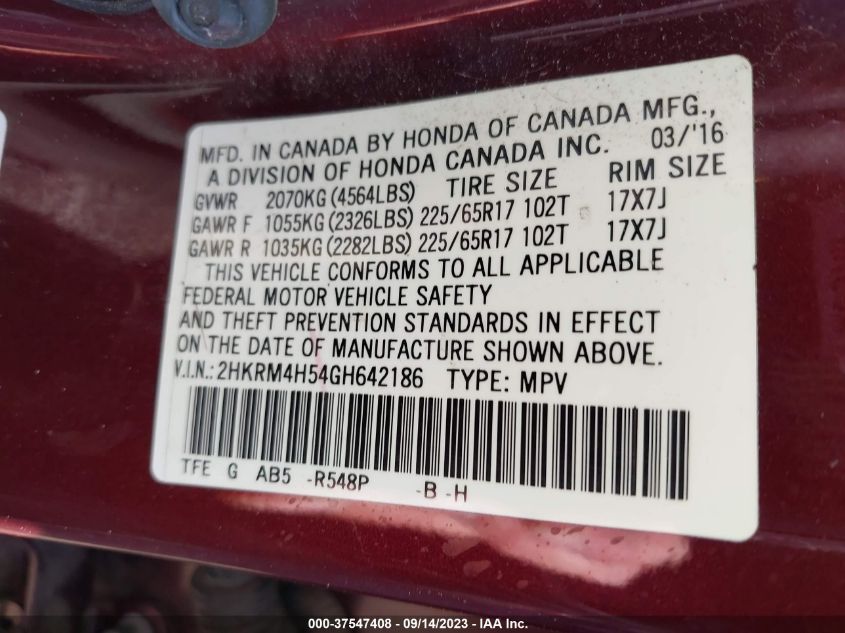 MFD. IN CANADA BY HONDA OF CANADA MFG.,
A DIVISION OF HONDA CANADA INC. 03/'16
GVWR 2070KG (4564LBS) TIRE SIZE RIM SIZE
GAWR F 1055KG (2326LBS) 225/65R17 102T 17X7J
GAWR R 1035KG (2282LBS) 225/65R17 102T 17X7J
THIS VEHICLE CONFORMS TO ALL APPLICABLE
FEDERAL MOTOR VEHICLE SAFETY
AND THEFT PREVENTION STANDARDS IN EFFECT
ON THE DATE OF MANUFACTURE SHOWN ABOVE.
V.I.N.: 2HKRM4H54GH642186 TYPE: MPV
TFE G AB5 -R548P -B -H
000-37547408 - 09/14/2023 - IAA Inc.